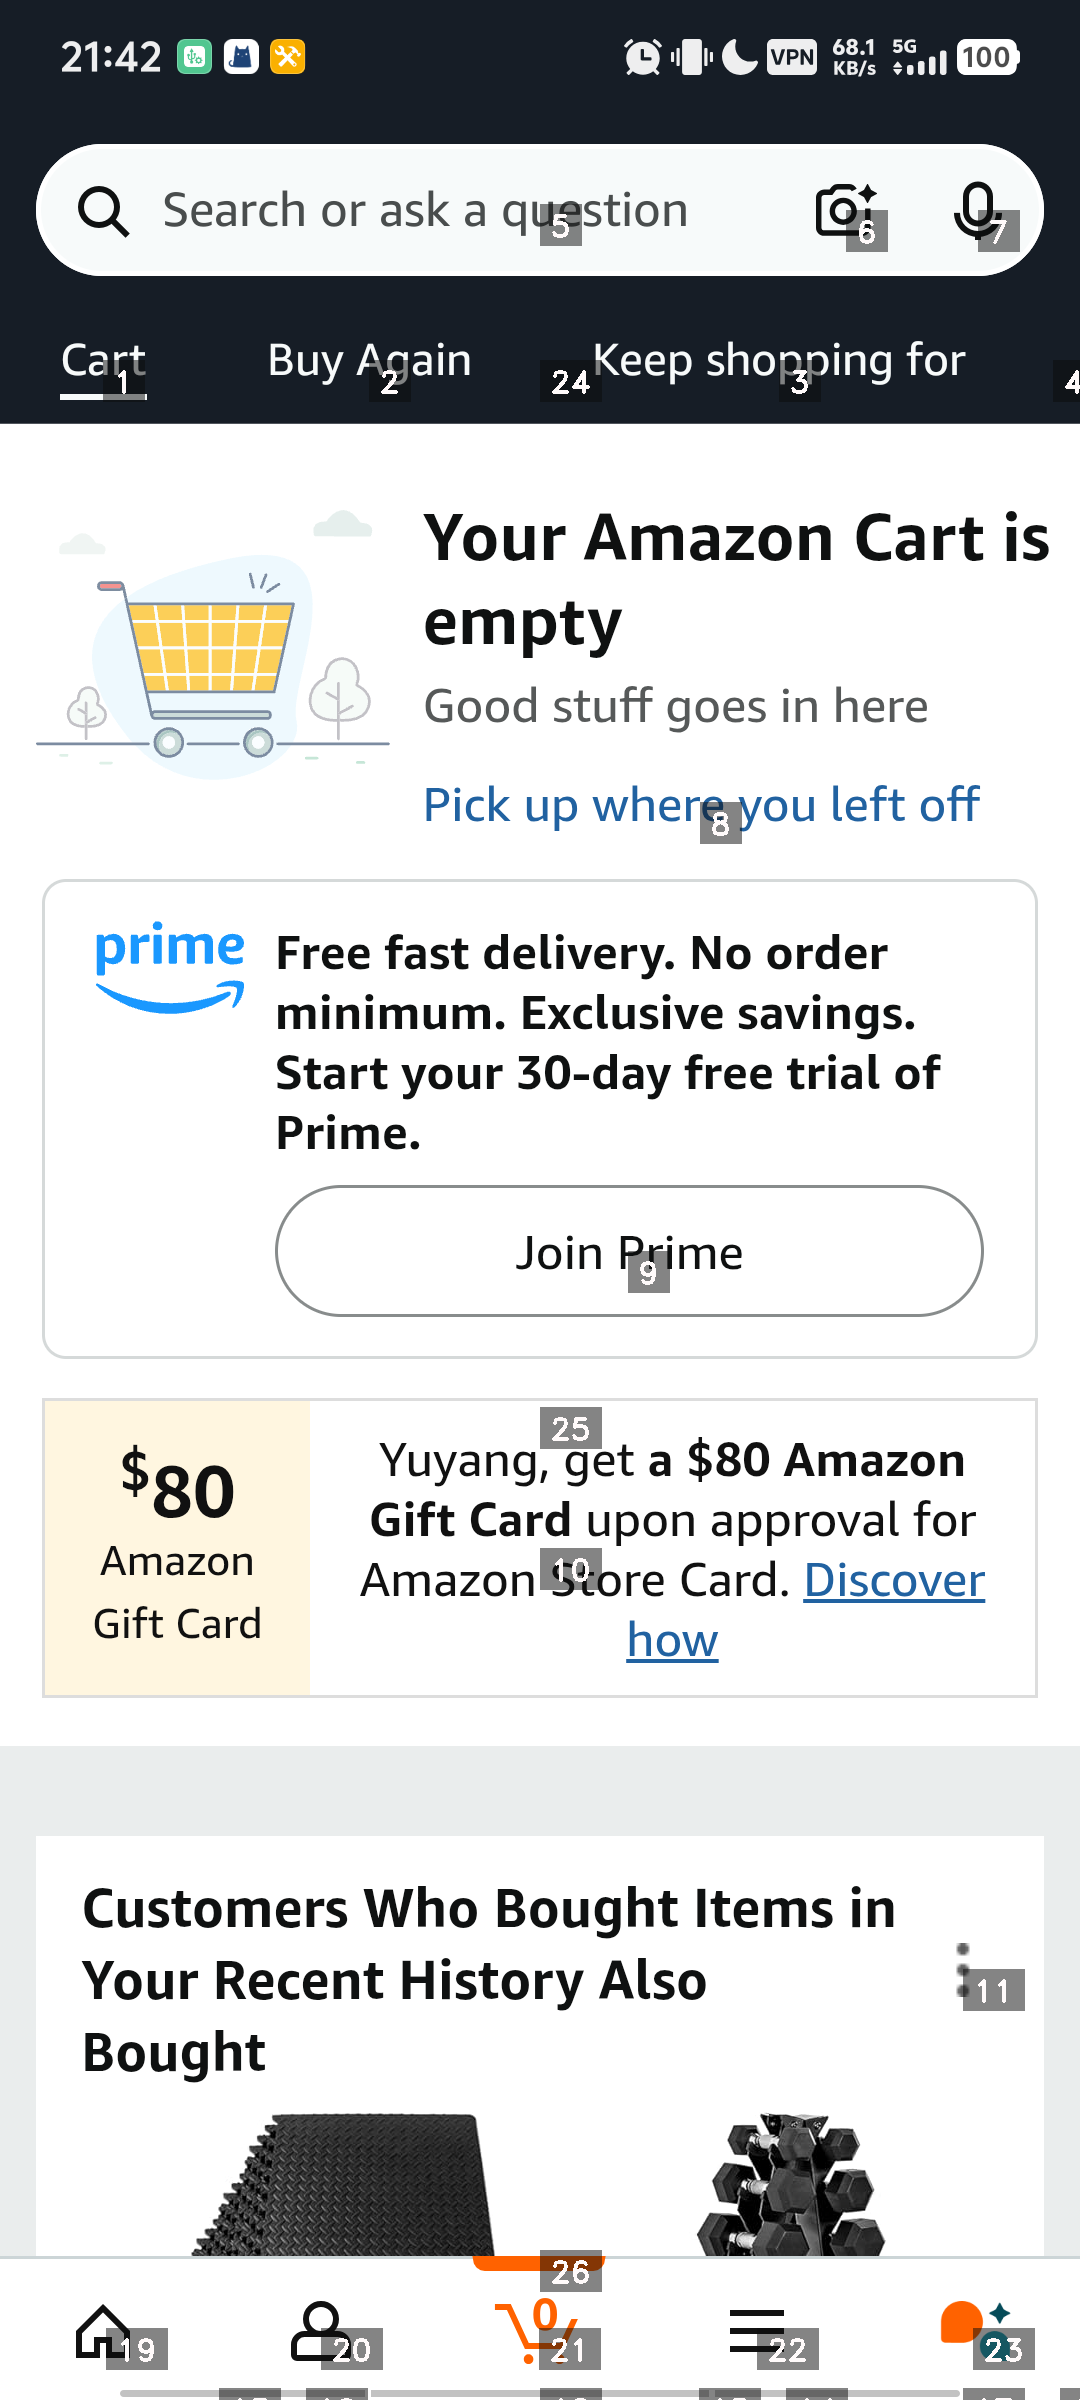 21:42 VPN 68.1 KB/s 5G 100
Search or ask a question
5
6
7
Cart Buy Again Keep shopping for
1 2 24 3 4
Your Amazon Cart is
empty
Good stuff goes in here
Pick up where you left off
8
prime
Free fast delivery. No order
minimum. Exclusive savings.
Start your 30-day free trial of
Prime.
Join Prime
9
$80
Amazon
Gift Card
25
Yuyang, get a $80 Amazon
Gift Card upon approval for
Amazon Store Card. Discover
how
10
Customers Who Bought Items in
Your Recent History Also
Bought
11
26
0
19 20 21 22 23